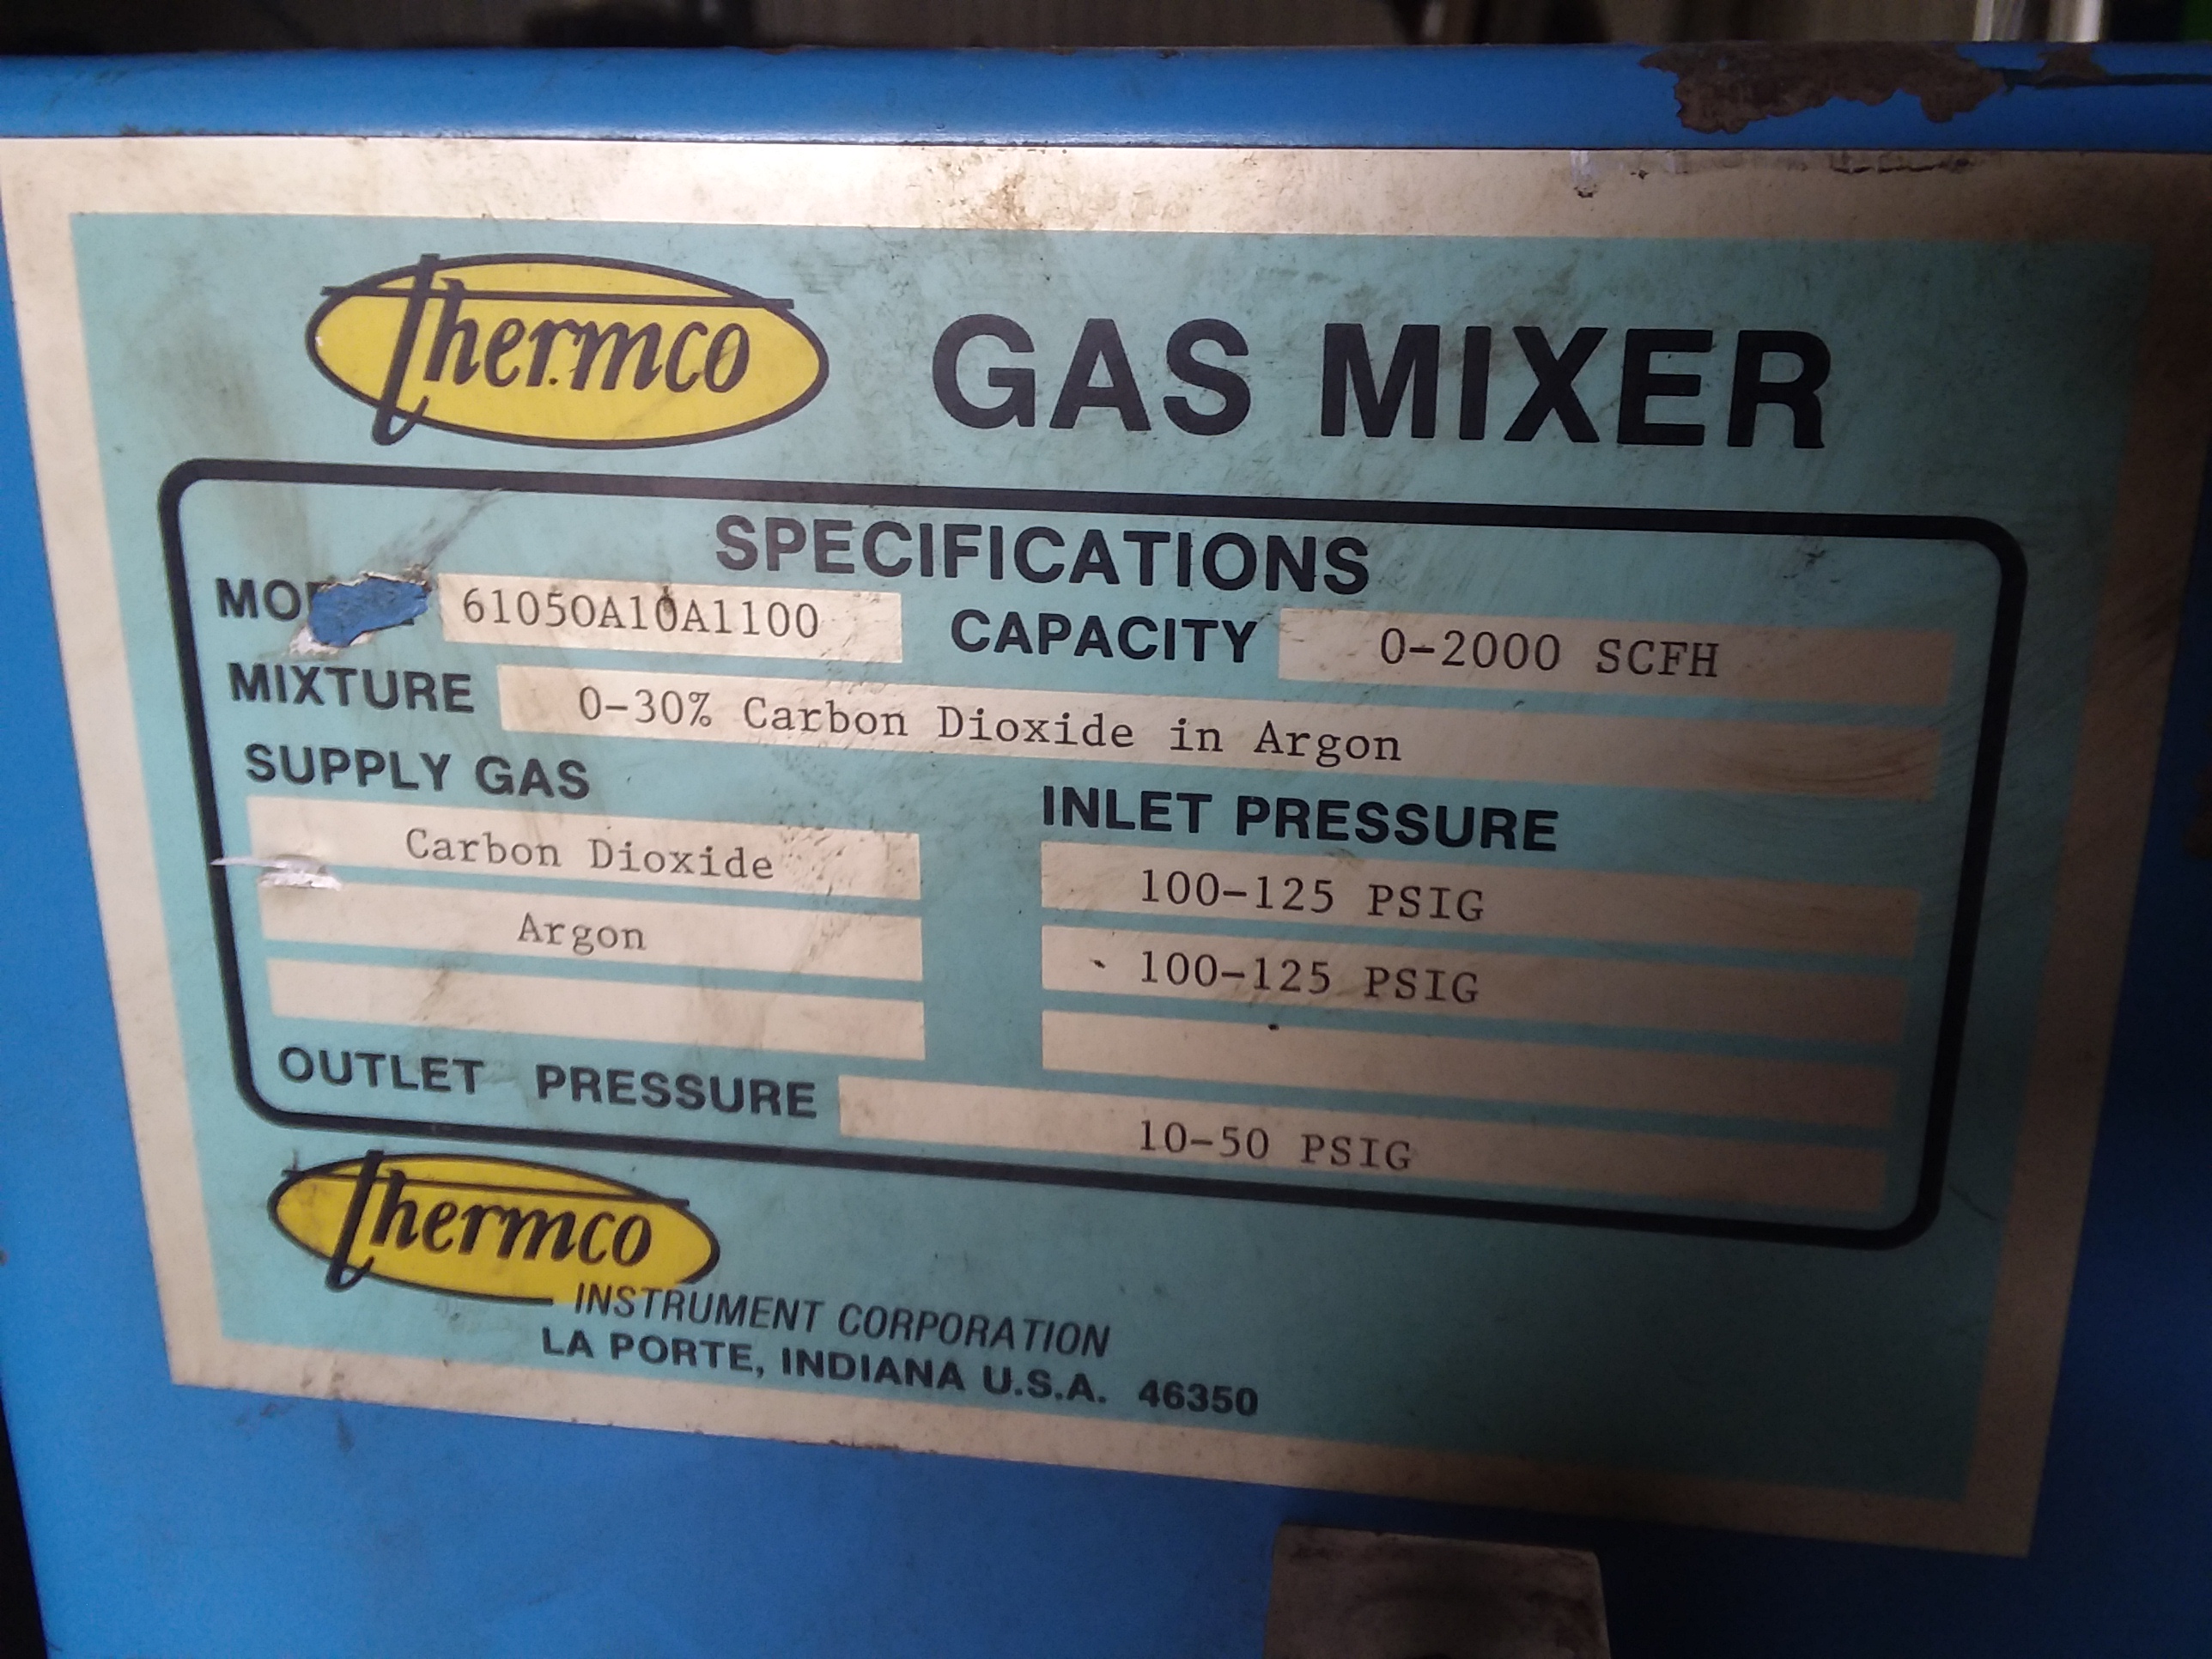 thermco GAS MIXER
SPECIFICATIONS
61050A10A1100 CAPACITY 0-2000 SCFH
MIXTURE 0-30% Carbon Dioxide in Argon
SUPPLY GAS INLET PRESSURE
Carbon Dioxide 100-125 PSIG
Argon 100-125 PSIG
OUTLET PRESSURE 10-50 PSIG
thermco
INSTRUMENT CORPORATION
LA PORTE, INDIANA U.S.A. 46350